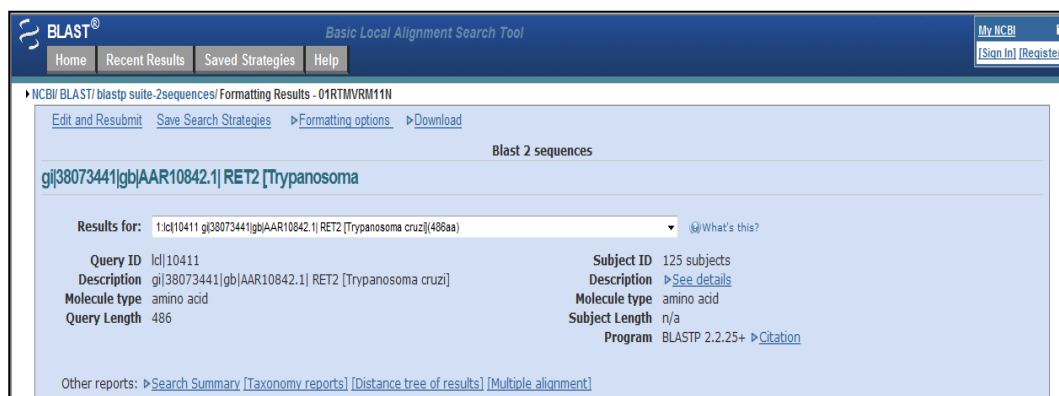 BLAST® Basic Local Alignment Search Tool My NCBI
Home Recent Results Saved Strategies Help [Sign In] [Register
NCBI/ BLAST/ blastp suite-2sequences/ Formatting Results - 01RTMVRM11N
Edit and Resubmit Save Search Strategies Formatting options Download
Blast 2 sequences
gi|38073441|gb|AAR10842.1| RET2 [Trypanosoma
Results for: 1:lcl|10411 gi|38073441|gb|AAR10842.1| RET2 [Trypanosoma cruzi](486aa) What's this?
Query ID lcl|10411
Description gi|38073441|gb|AAR10842.1| RET2 [Trypanosoma cruzi]
Molecule type amino acid
Query Length 486
Subject ID 125 subjects
Description See details
Molecule type amino acid
Subject Length n/a
Program BLASTP 2.2.25+ Citation
Other reports: Search Summary [Taxonomy reports] [Distance tree of results] [Multiple alignment]